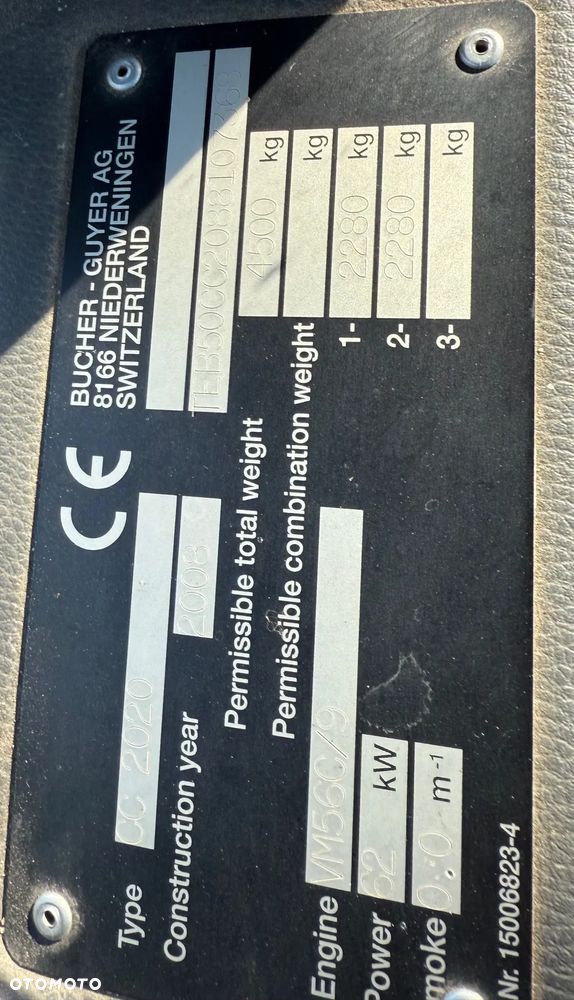 CE
BUCHER - GUYER AG
8166 NIEDERWENINGEN
SWITZERLAND
Type CC 2020
Construction year 2008
Permissible total weight 4500 kg
Permissible combination weight kg
1- 2280 kg
2- 2280 kg
3- kg
Engine VM56C/9
Power 62 kW
moke 0.0 m-1
Nr. 15006823-4
OTOMOTO